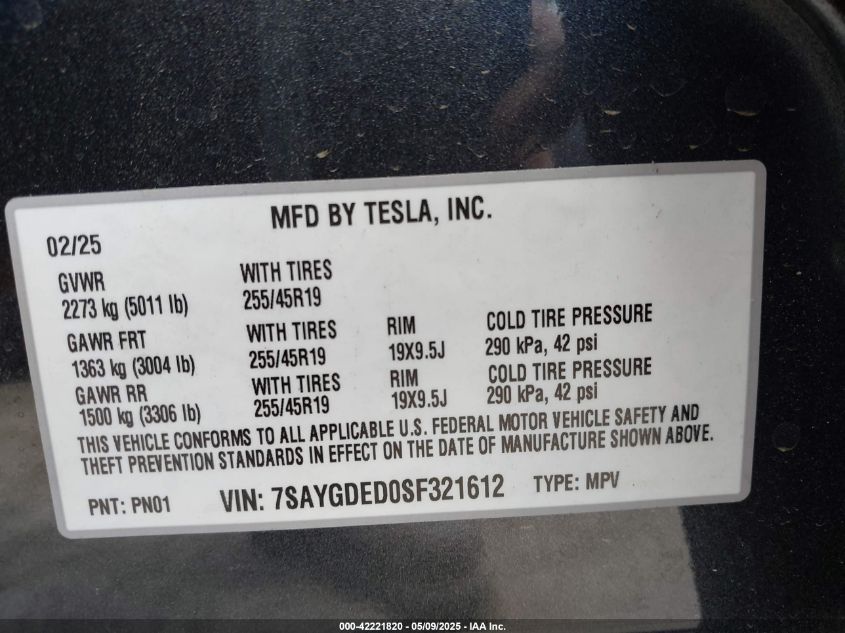 MFD BY TESLA, INC.
02/25
GVWR WITH TIRES
2273 kg (5011 lb) 255/45R19
GAWR FRT WITH TIRES RIM COLD TIRE PRESSURE
1363 kg (3004 lb) 255/45R19 19X9.5J 290 kPa, 42 psi
GAWR RR WITH TIRES RIM COLD TIRE PRESSURE
1500 kg (3306 lb) 255/45R19 19X9.5J 290 kPa, 42 psi
THIS VEHICLE CONFORMS TO ALL APPLICABLE U.S. FEDERAL MOTOR VEHICLE SAFETY AND
THEFT PREVENTION STANDARDS IN EFFECT ON THE DATE OF MANUFACTURE SHOWN ABOVE.
PNT: PN01 VIN: 7SAYGDED0SF321612 TYPE: MPV
000-42221820 - 05/09/2025 - IAA Inc.